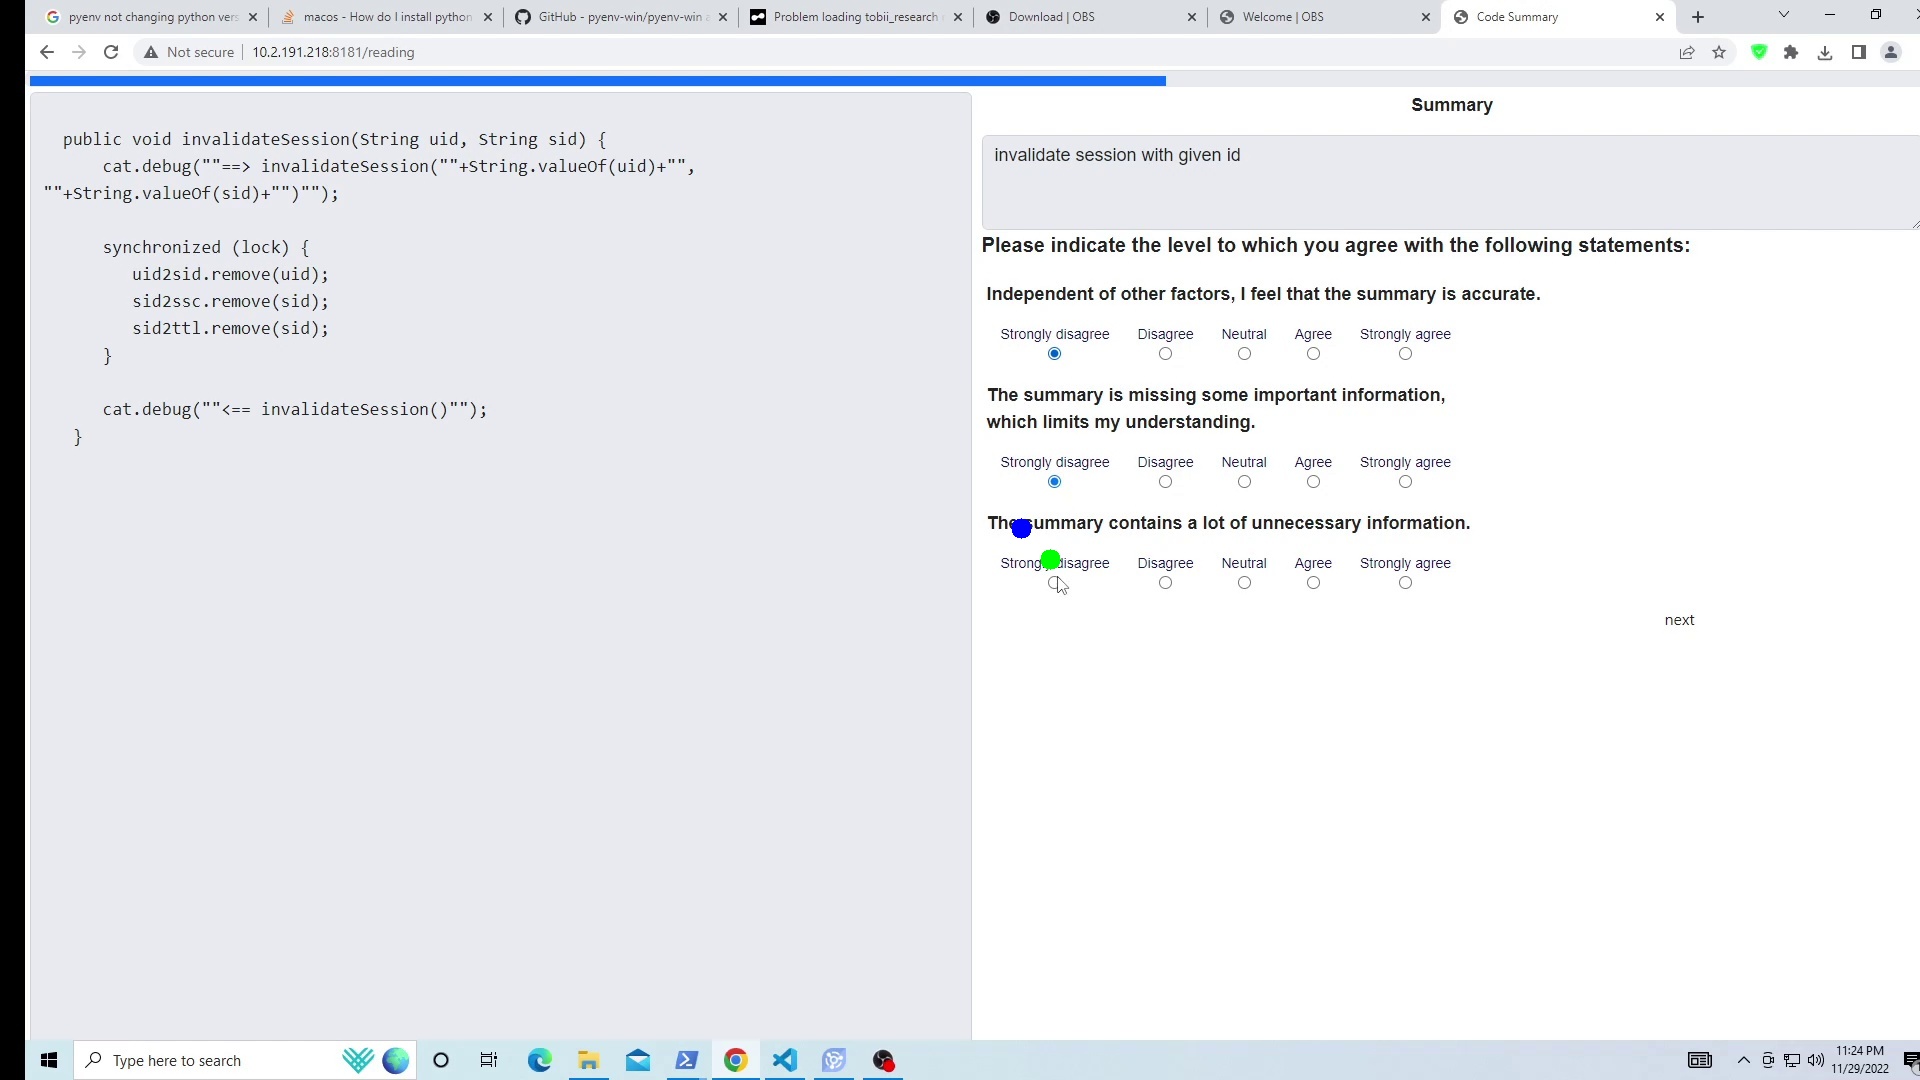 pyenv not changing python vers
macos - How do I install python
GitHub - pyenv-win/pyenv-win a
Problem loading tobii_research
Download | OBS
Welcome | OBS
Code Summary
Not secure
10.2.191.218:8181/reading
public void invalidateSession(String uid, String sid) {
cat.debug(""==> invalidateSession(""+String.valueOf(uid)+"",
""+String.valueOf(sid)+"")"");
synchronized (lock) {
uid2sid.remove(uid);
sid2ssc.remove(sid);
sid2ttl.remove(sid);
}
cat.debug(""<== invalidateSession()"");
}
Summary
invalidate session with given id
Please indicate the level to which you agree with the following statements:
Independent of other factors, I feel that the summary is accurate.
Strongly disagree Disagree Neutral Agree Strongly agree
The summary is missing some important information,
which limits my understanding.
Strongly disagree Disagree Neutral Agree Strongly agree
The summary contains a lot of unnecessary information.
Strongly disagree Disagree Neutral Agree Strongly agree
next
Type here to search
11:24 PM
11/29/2022